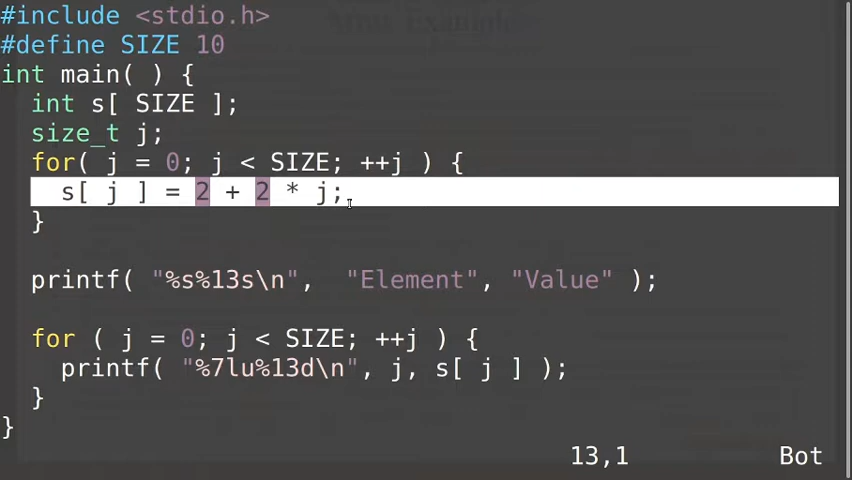 #include <stdio.h>
#define SIZE 10
int main( ) {
  int s[ SIZE ];
  size_t j;
  for( j = 0; j < SIZE; ++j ) {
    s[ j ] = 2 + 2 * j;
  }

  printf( "%s%13s\n",  "Element", "Value" );

  for ( j = 0; j < SIZE; ++j ) {
    printf( "%7lu%13d\n", j, s[ j ] );
  }
}
13,1 Bot